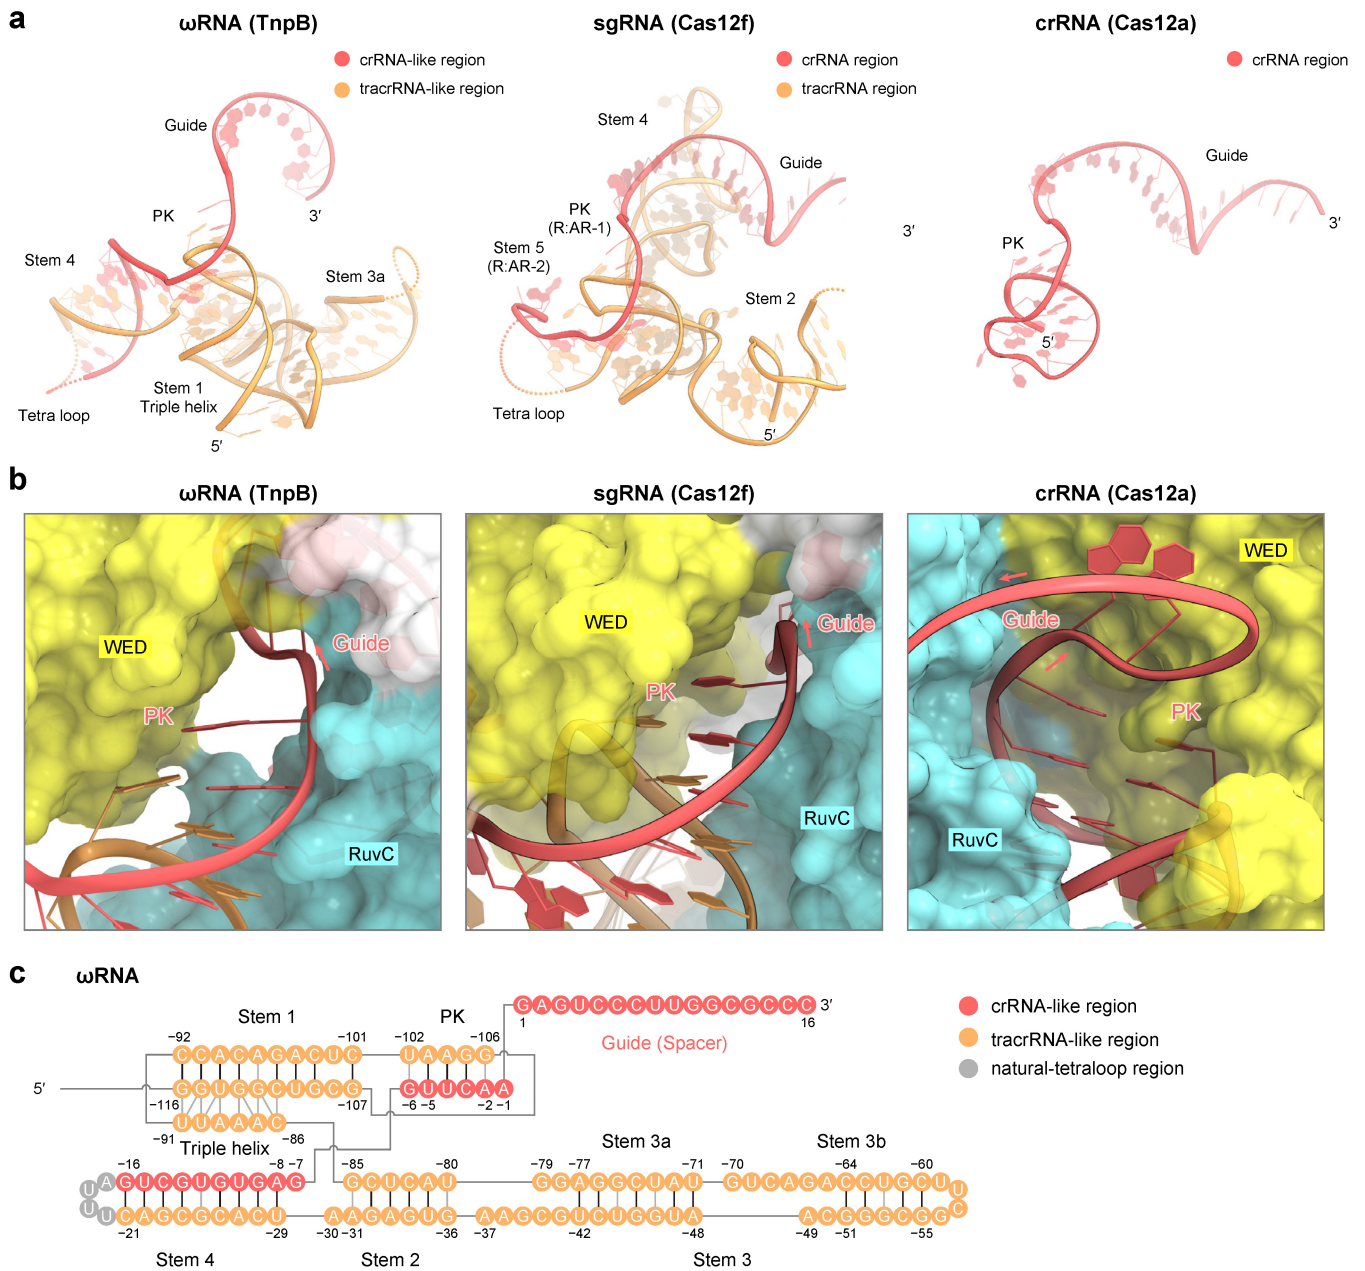 a
ωRNA (TnpB)
sgRNA (Cas12f)
crRNA (Cas12a)
crRNA-like region
tracrRNA-like region
crRNA region
tracrRNA region
crRNA region
Guide
3′
PK
Stem 4
Stem 3a
Stem 1
Triple helix
Tetra loop
5′
Stem 4
Guide
PK
(R:AR-1)
Stem 5
(R:AR-2)
Stem 2
3′
Tetra loop
5′
Guide
3′
PK
5′
b
ωRNA (TnpB)
sgRNA (Cas12f)
crRNA (Cas12a)
WED
Guide
PK
RuvC
WED
Guide
PK
RuvC
WED
Guide
PK
RuvC
c
ωRNA
crRNA-like region
tracrRNA-like region
natural-tetraloop region
GAGUCCCUUGGCGCCC 3′
1 16
Guide (Spacer)
Stem 1 PK
−92 −101 −102 −106
CCACAGACUC UAAGG
5′ GGUGGCUGCG GUUCAA
−116 −107 −6 −5 −2 −1
UUAAAC
−91 −86
Triple helix
Stem 3a Stem 3b
−16 −8 −7 −85 −80 −79 −77 −71 −70 −64 −60
AGUCGUGUGAG GCUCAU GGAGGCUAU GUCAGACCUGCUU
U
U C
UCAGCGCACU AAGAGUG AAGCGUCUGGUA ACGGGCGG
−21 −29 −30 −31 −36 −37 −42 −48 −49 −51 −55
Stem 4 Stem 2 Stem 3